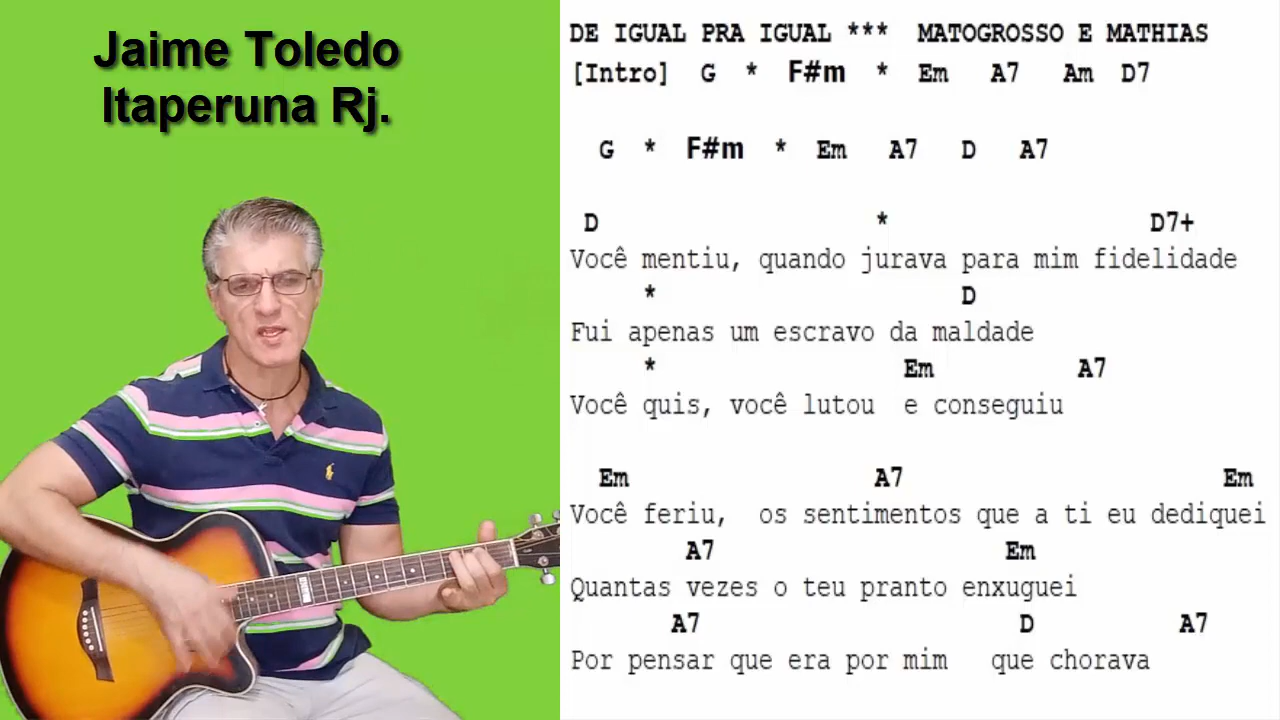 Jaime Toledo
Itaperuna Rj.
DE IGUAL PRA IGUAL *** MATOGROSSO E MATHIAS
[Intro] G * F#m * Em A7 Am D7
G * F#m * Em A7 D A7
D * D7+
Você mentiu, quando jurava para mim fidelidade
* D
Fui apenas um escravo da maldade
* Em A7
Você quis, você lutou e conseguiu
Em A7 Em
Você feriu, os sentimentos que a ti eu dediquei
A7 Em
Quantas vezes o teu pranto enxuguei
A7 D A7
Por pensar que era por mim que chorava